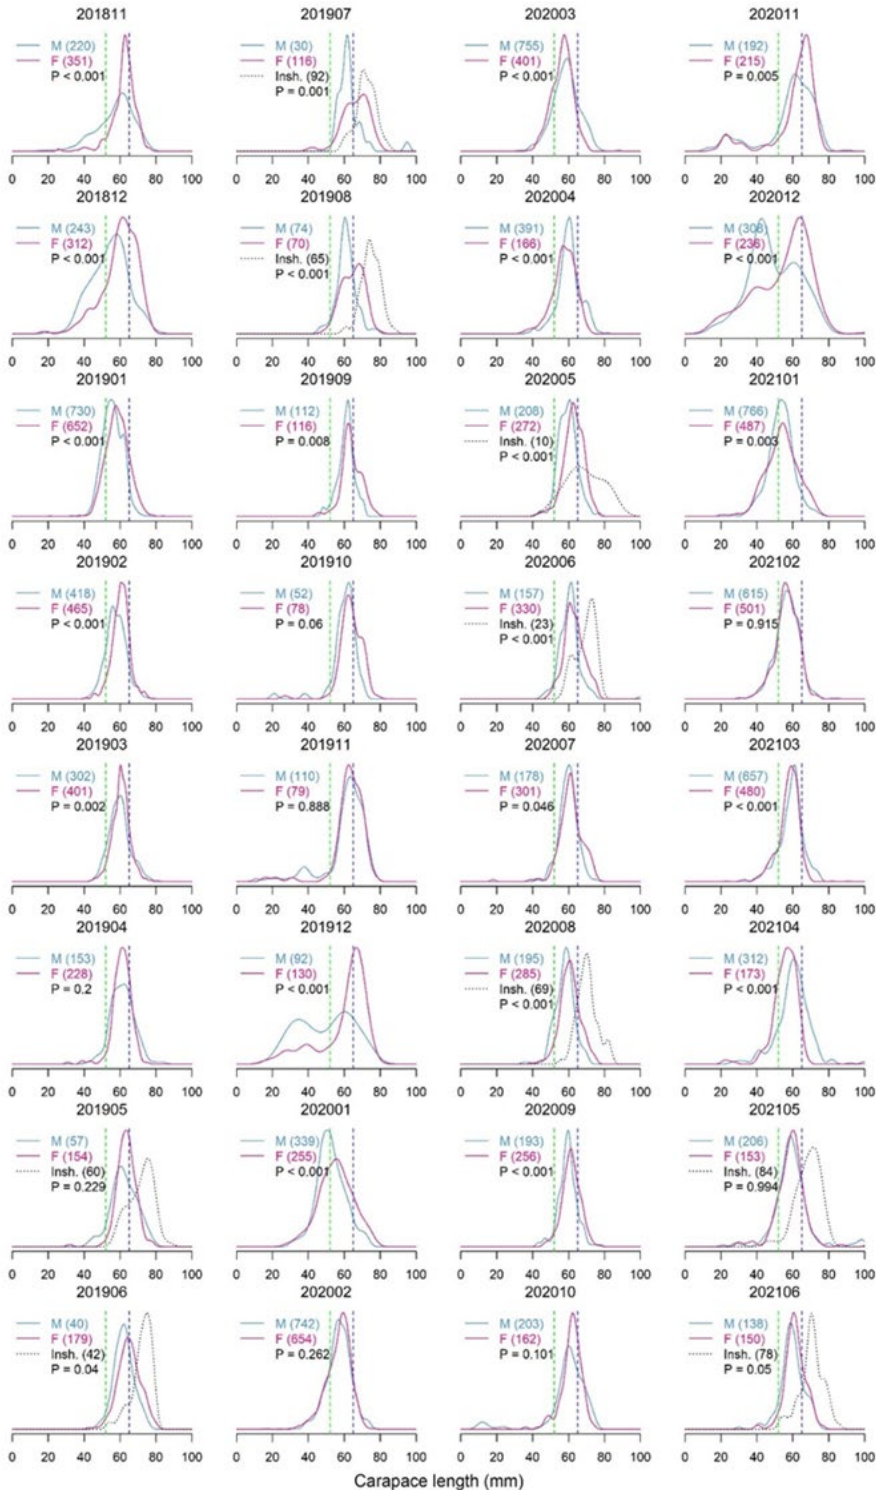 201811 201907 202003 202011
M (220) M (30) M (755) M (192)
F (351) F (116) F (401) F (215)
P < 0.001 Insh. (92) P < 0.001 P = 0.005
P = 0.001
0 20 40 60 80 100 0 20 40 60 80 100 0 20 40 60 80 100 0 20 40 60 80 100
201812 201908 202004 202012
M (243) M (74) M (391) M (308)
F (312) F (70) F (166) F (236)
P < 0.001 Insh. (65) P < 0.001 P < 0.001
P < 0.001
0 20 40 60 80 100 0 20 40 60 80 100 0 20 40 60 80 100 0 20 40 60 80 100
201901 201909 202005 202101
M (730) M (112) M (208) M (766)
F (652) F (116) F (272) F (487)
P < 0.001 P = 0.008 Insh. (10) P = 0.003
P < 0.001
0 20 40 60 80 100 0 20 40 60 80 100 0 20 40 60 80 100 0 20 40 60 80 100
201902 201910 202006 202102
M (418) M (52) M (157) M (615)
F (465) F (78) F (330) F (501)
P < 0.001 P = 0.06 Insh. (23) P = 0.915
P < 0.001
0 20 40 60 80 100 0 20 40 60 80 100 0 20 40 60 80 100 0 20 40 60 80 100
201903 201911 202007 202103
M (302) M (110) M (178) M (657)
F (401) F (79) F (301) F (480)
P = 0.002 P = 0.888 P = 0.046 P < 0.001
0 20 40 60 80 100 0 20 40 60 80 100 0 20 40 60 80 100 0 20 40 60 80 100
201904 201912 202008 202104
M (153) M (92) M (195) M (312)
F (228) F (130) F (285) F (173)
P = 0.2 P < 0.001 Insh. (69) P < 0.001
P < 0.001
0 20 40 60 80 100 0 20 40 60 80 100 0 20 40 60 80 100 0 20 40 60 80 100
201905 202001 202009 202105
M (57) M (339) M (193) M (206)
F (154) F (255) F (256) F (153)
Insh. (60) P < 0.001 P < 0.001 Insh. (84)
P = 0.229 P = 0.994
0 20 40 60 80 100 0 20 40 60 80 100 0 20 40 60 80 100 0 20 40 60 80 100
201906 202002 202010 202106
M (40) M (742) M (203) M (138)
F (179) F (654) F (162) F (150)
Insh. (42) P = 0.262 P = 0.101 Insh. (78)
P = 0.04 P = 0.05
0 20 40 60 80 100 0 20 40 60 80 100 0 20 40 60 80 100 0 20 40 60 80 100
Carapace length (mm)